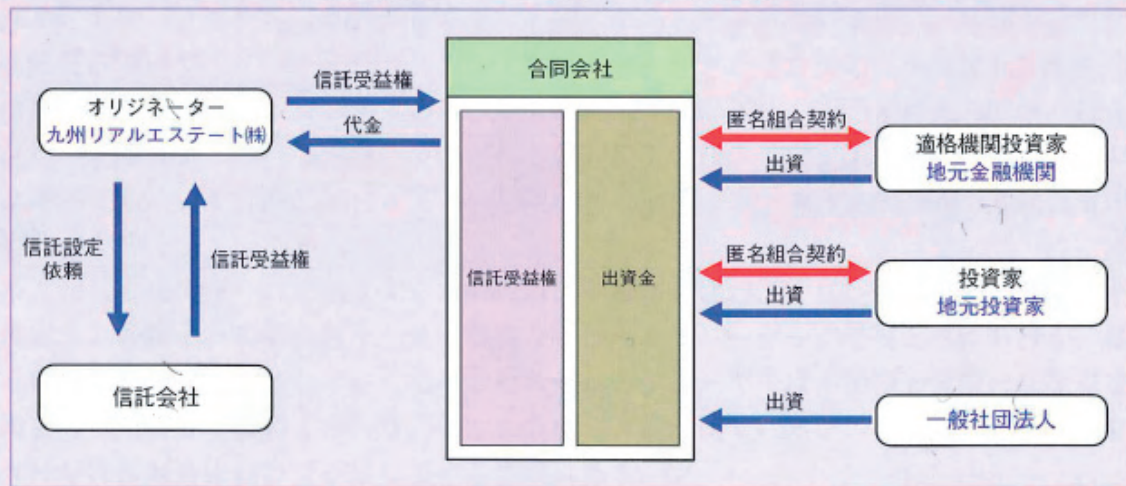 オリジネーター
九州リアルエステート㈱
信託設定
依頼
信託受益権
信託会社
信託受益権
代金
合同会社
信託受益権
出資金
匿名組合契約
出資
適格機関投資家
地元金融機関
匿名組合契約
出資
投資家
地元投資家
出資
一般社団法人